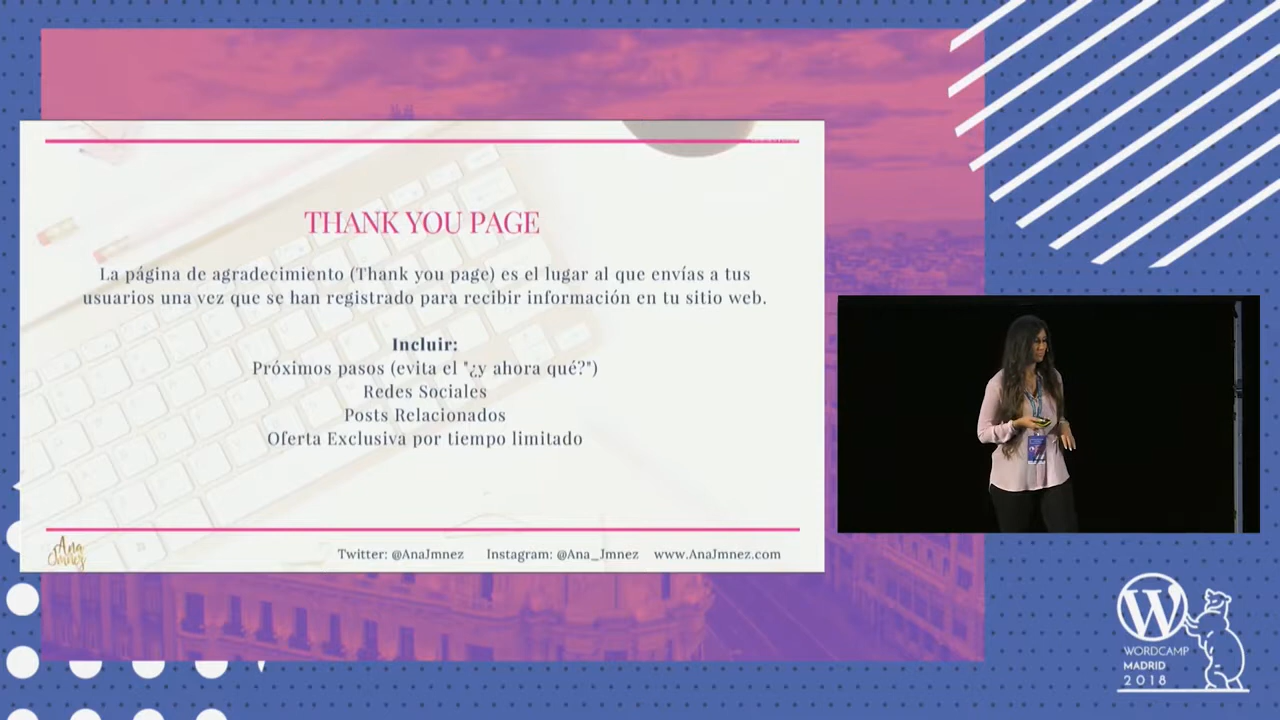 THANK YOU PAGE
La página de agradecimiento (Thank you page) es el lugar al que envías a tus
usuarios una vez que se han registrado para recibir información en tu sitio web.
Incluir:
Próximos pasos (evita el "¿y ahora qué?")
Redes Sociales
Posts Relacionados
Oferta Exclusiva por tiempo limitado
Ana
Jmnez
Twitter: @AnaJmnez Instagram: @Ana_Jmnez www.AnaJmnez.com
W
WORDCAMP
MADRID
2018